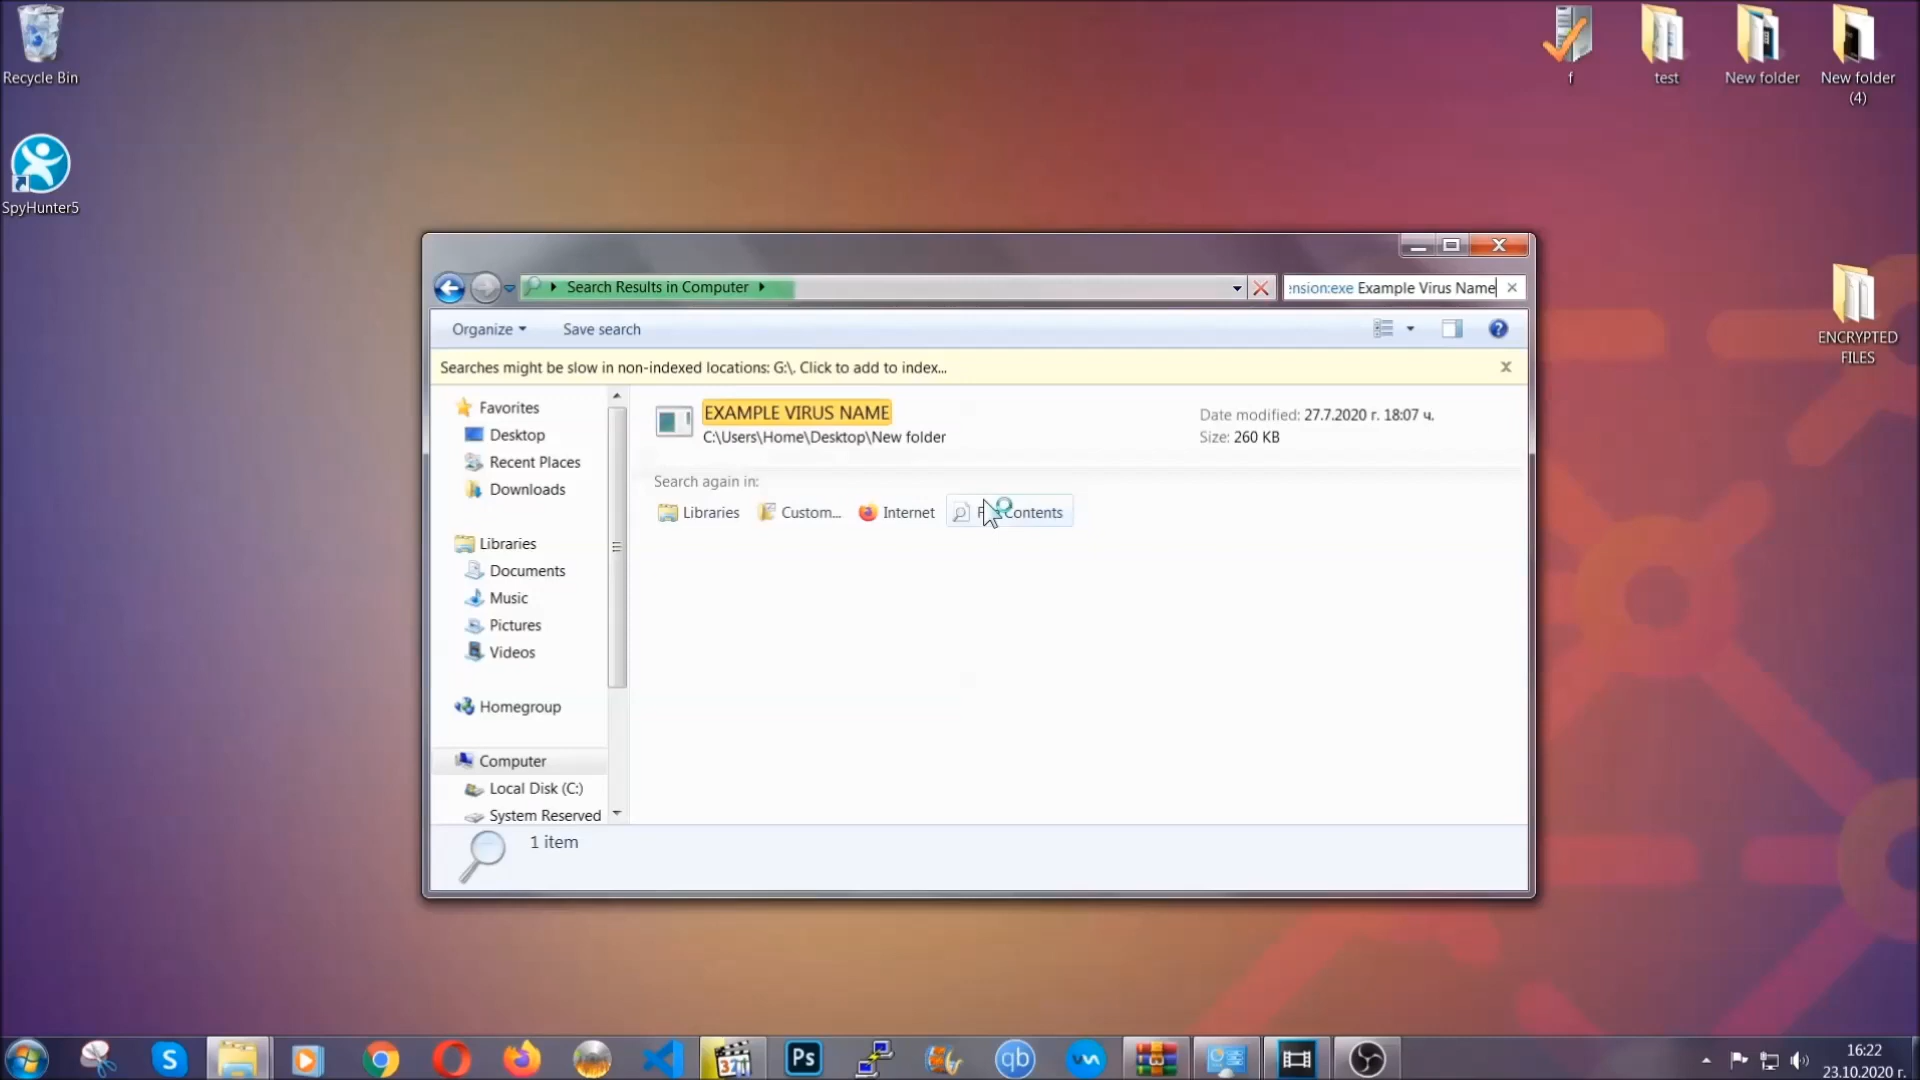 Recycle Bin
SpyHunter5
f
test
New folder
New folder
(4)
ENCRYPTED
FILES
Search Results in Computer
ension:exe Example Virus Name
Organize
Save search
Searches might be slow in non-indexed locations: G:\. Click to add to index...
Favorites
Desktop
Recent Places
Downloads
Libraries
Documents
Music
Pictures
Videos
Homegroup
Computer
Local Disk (C:)
System Reserved
EXAMPLE VIRUS NAME
C:\Users\Home\Desktop\New folder
Date modified: 27.7.2020 г. 18:07 ч.
Size: 260 KB
Search again in:
Libraries
Custom...
Internet
Contents
1 item
S
321
Ps
qb
16:22
23.10.2020 г.